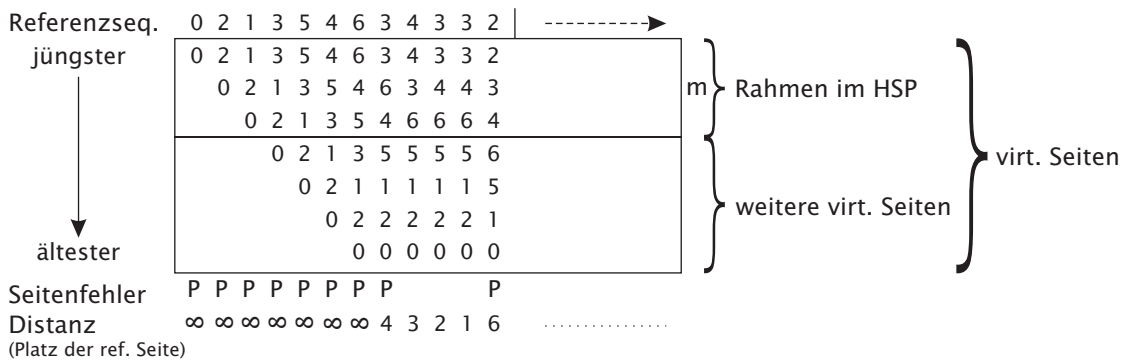 Referenzseq. 0 2 1 3 5 4 6 3 4 3 3 2
jüngster 0 2 1 3 5 4 6 3 4 3 3 2
0 2 1 3 5 4 6 3 4 4 3 m Rahmen im HSP
0 2 1 3 5 4 6 6 6 4
0 2 1 3 5 5 5 5 6 virt. Seiten
0 2 1 1 1 1 1 5
weitere virt. Seiten
0 2 2 2 2 2 1
ältester 0 0 0 0 0 0
Seitenfehler P P P P P P P P P
Distanz ∞ ∞ ∞ ∞ ∞ ∞ ∞ 4 3 2 1 6
(Platz der ref. Seite)